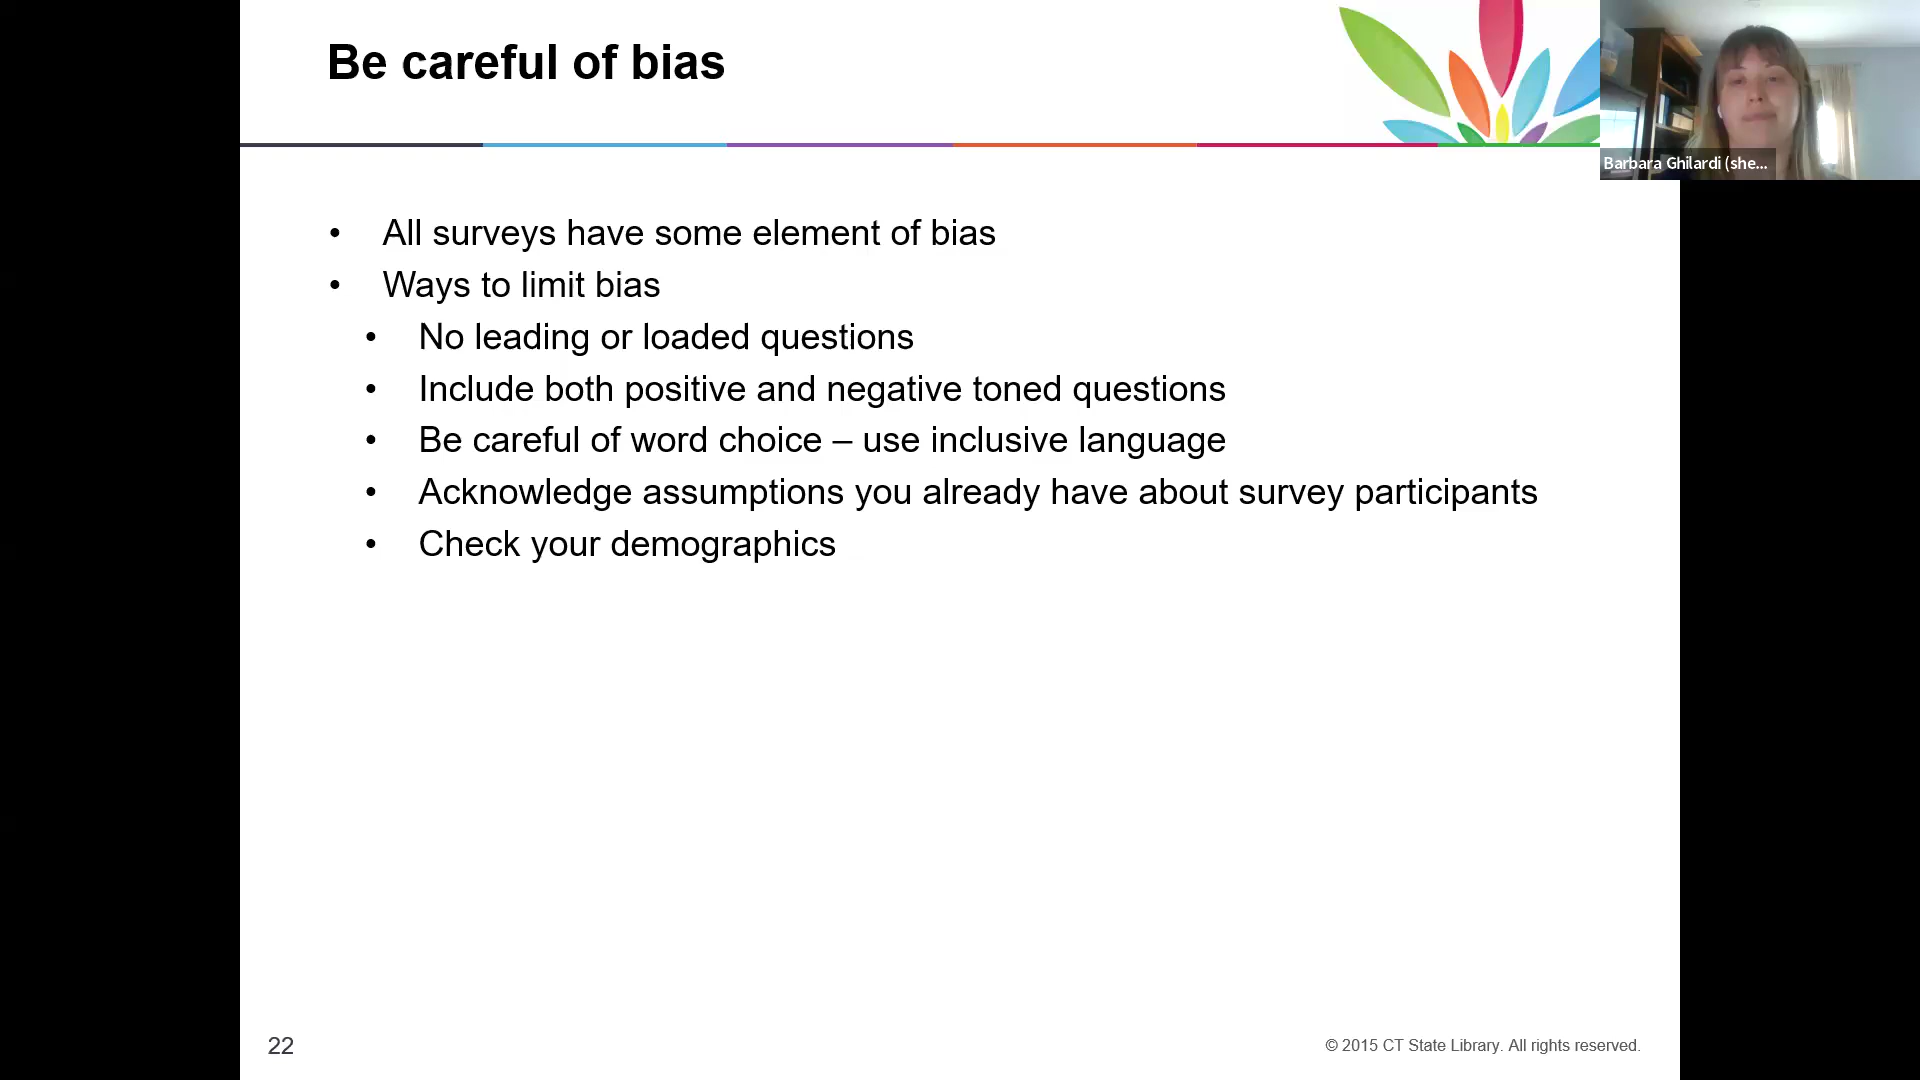 Be careful of bias
Barbara Ghilardi (she...
• All surveys have some element of bias
• Ways to limit bias
• No leading or loaded questions
• Include both positive and negative toned questions
• Be careful of word choice – use inclusive language
• Acknowledge assumptions you already have about survey participants
• Check your demographics
22
© 2015 CT State Library. All rights reserved.